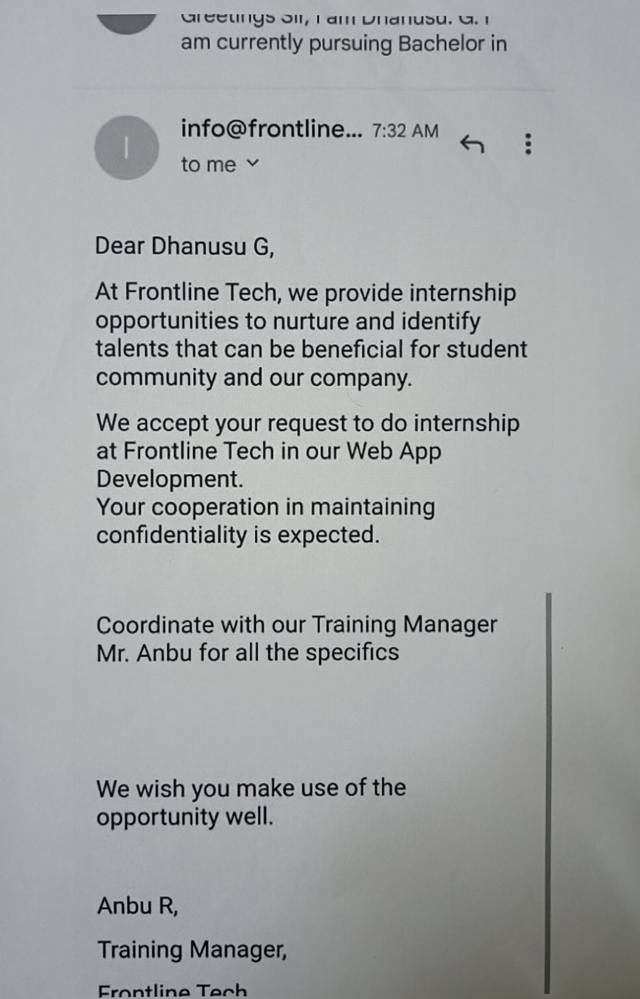 Greetings Sir, I am Dhanusu. G. I
am currently pursuing Bachelor in
info@frontline... 7:32 AM
to me
I
Dear Dhanusu G,
At Frontline Tech, we provide internship
opportunities to nurture and identify
talents that can be beneficial for student
community and our company.
We accept your request to do internship
at Frontline Tech in our Web App
Development.
Your cooperation in maintaining
confidentiality is expected.
Coordinate with our Training Manager
Mr. Anbu for all the specifics
We wish you make use of the
opportunity well.
Anbu R,
Training Manager,
Frontline Tech